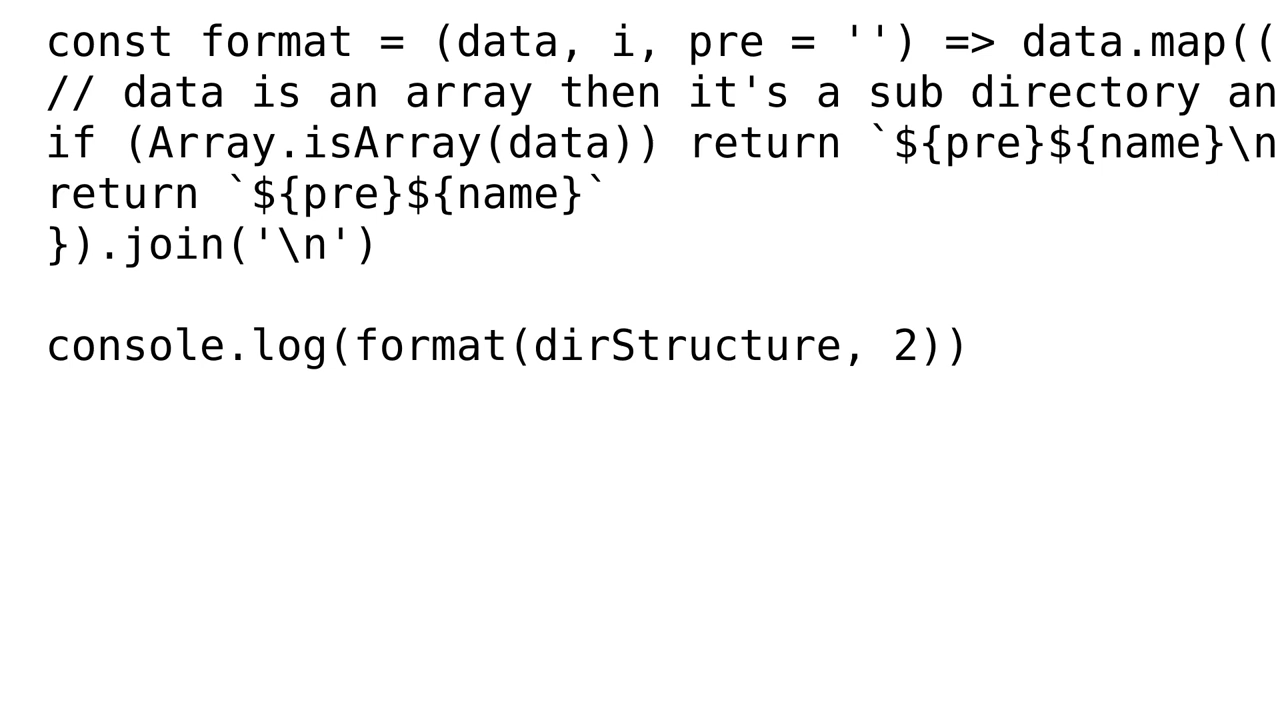 const format = (data, i, pre = '') => data.map((
// data is an array then it's a sub directory an
if (Array.isArray(data)) return `${pre}${name}\n
return `${pre}${name}`
}).join('\n')
console.log(format(dirStructure, 2))